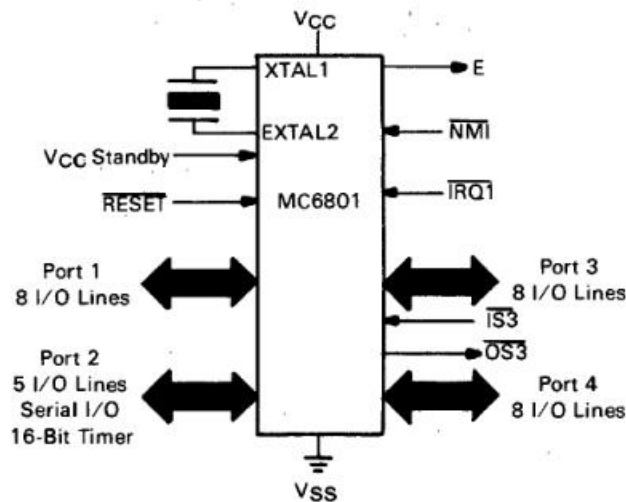 VCC
XTAL1
E
EXTAL2
NMI
VCC Standby
RESET
MC6801
IRQ1
Port 1
8 I/O Lines
Port 3
8 I/O Lines
IS3
OS3
Port 2
5 I/O Lines
Serial I/O
16-Bit Timer
Port 4
8 I/O Lines
VSS